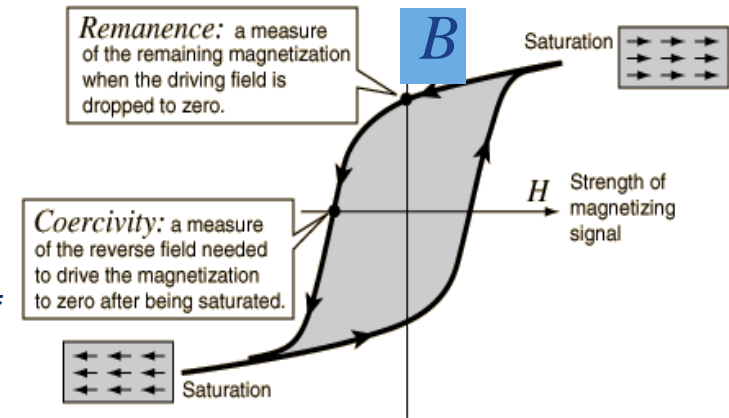 Remanence: a measure
of the remaining magnetization
when the driving field is
dropped to zero.
B
Saturation
H
Strength of
magnetizing
signal
Coercivity: a measure
of the reverse field needed
to drive the magnetization
to zero after being saturated.
Saturation